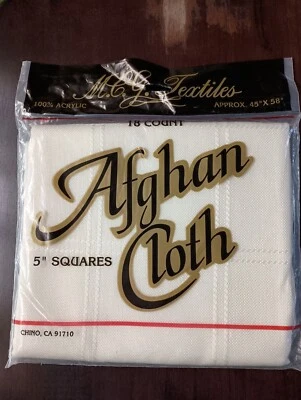 M.C.G. Textiles
100% ACRYLIC
APPROX. 45"X 58"
18 COUNT
Afghan
Cloth
5" SQUARES
CHINO, CA 91710